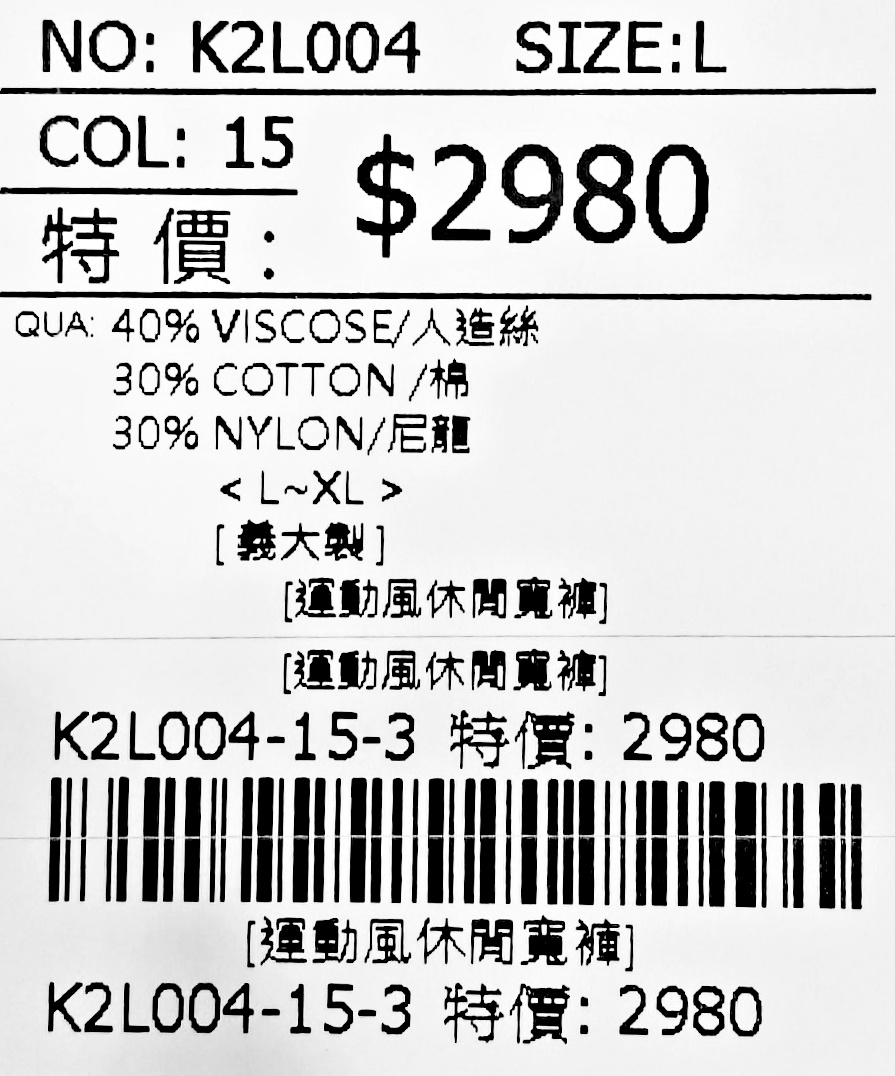 NO: K2L004 SIZE:L
COL: 15
$2980
特 價 :
QUA: 40% VISCOSE/人造絲
30% COTTON /棉
30% NYLON/尼龍
< L~XL >
[ 義大製 ]
[運動風休閒寬褲]
[運動風休閒寬褲]
K2L004-15-3 特價: 2980
[運動風休閒寬褲]
K2L004-15-3 特價: 2980